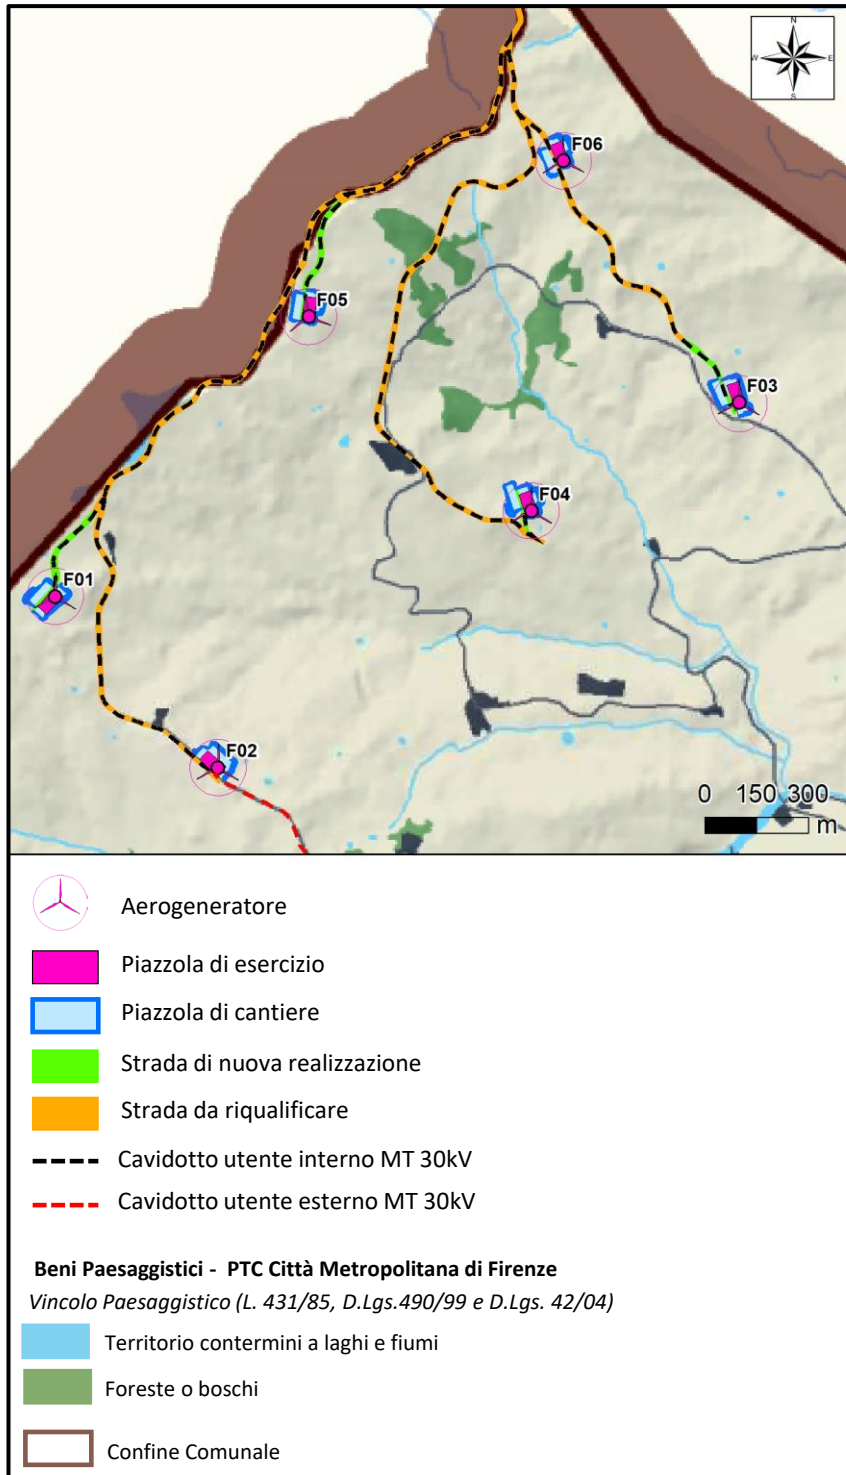 N
W E
S
F06
F05
F03
F04
F01
F02
0 150 300
m
Aerogeneratore
Piazzola di esercizio
Piazzola di cantiere
Strada di nuova realizzazione
Strada da riqualificare
Cavidotto utente interno MT 30kV
Cavidotto utente esterno MT 30kV
Beni Paesaggistici - PTC Città Metropolitana di Firenze
Vincolo Paesaggistico (L. 431/85, D.Lgs.490/99 e D.Lgs. 42/04)
Territorio contermini a laghi e fiumi
Foreste o boschi
Confine Comunale